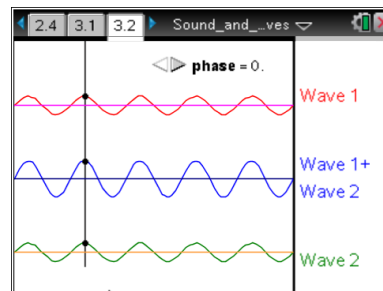 2.4 3.1 3.2 Sound_and_...ves
phase = 0.
Wave 1
Wave 1+
Wave 2
Wave 2